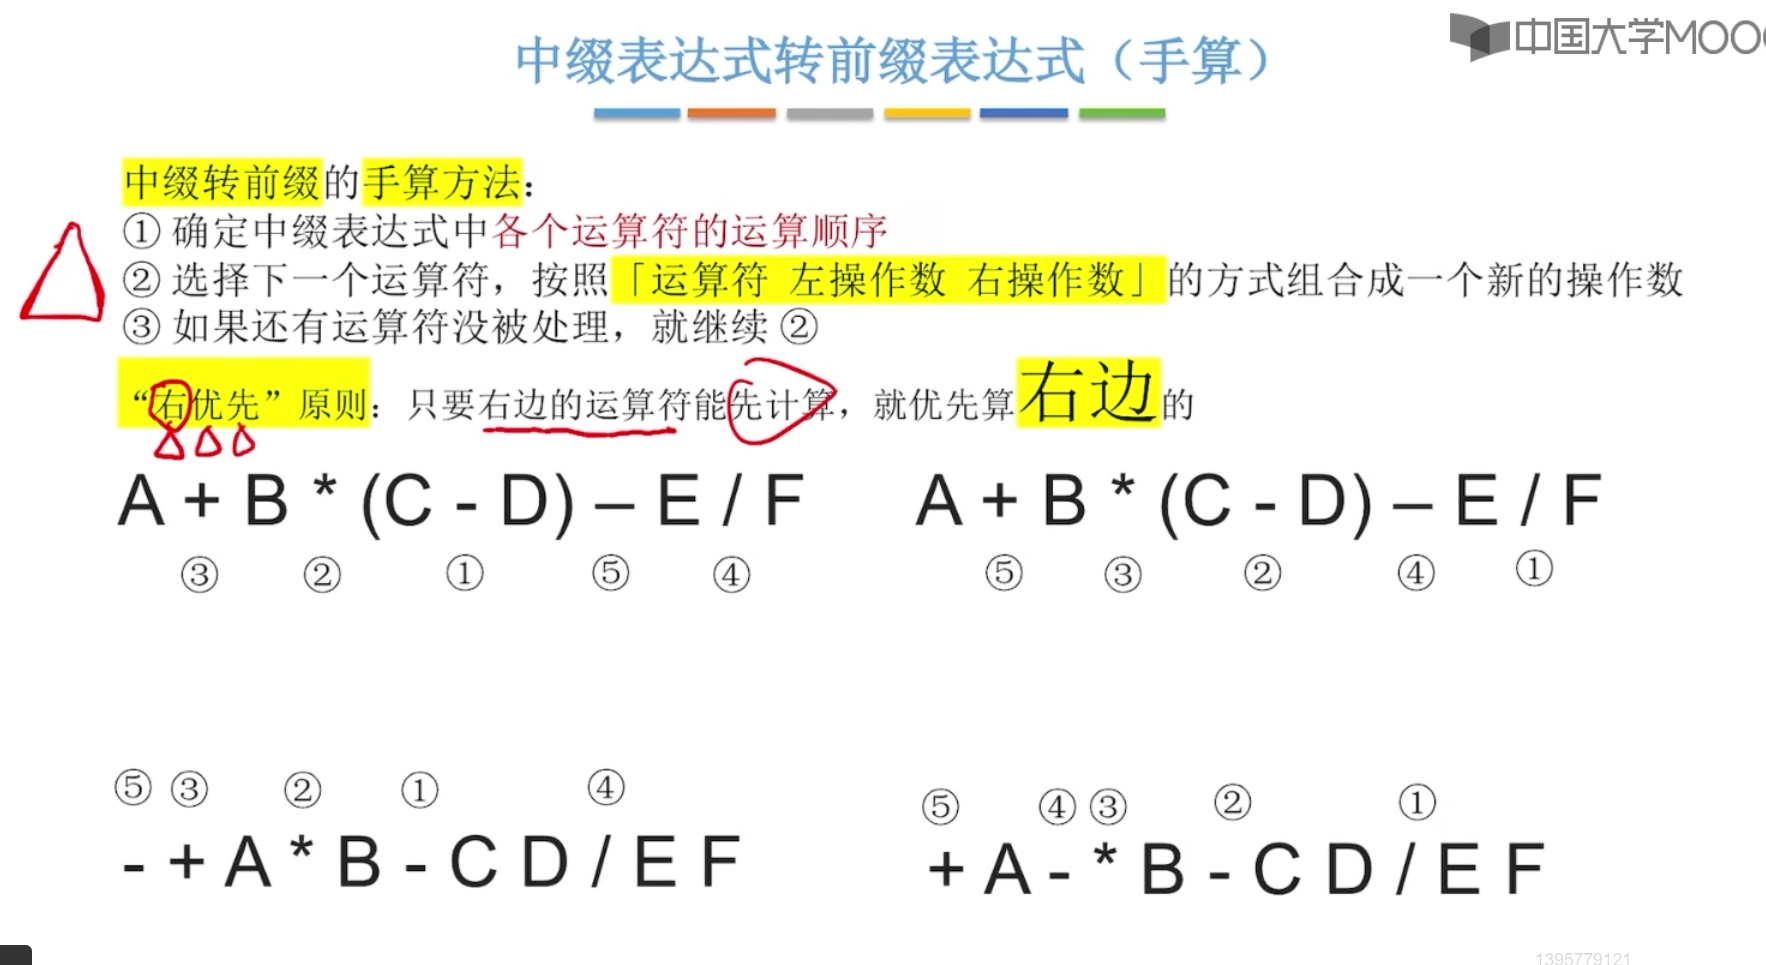 中国大学MOO
中缀表达式转前缀表达式（手算）
中缀转前缀的手算方法：
① 确定中缀表达式中各个运算符的运算顺序
② 选择下一个运算符，按照「运算符 左操作数 右操作数」的方式组合成一个新的操作数
③ 如果还有运算符没被处理，就继续 ②
“右优先”原则：只要右边的运算符能先计算，就优先算右边的
A + B * (C - D) – E / F
③ ② ① ⑤ ④
A + B * (C - D) – E / F
⑤ ③ ② ④ ①
⑤ ③ ② ① ④
- + A * B - C D / E F
⑤ ④ ③ ② ①
+ A - * B - C D / E F
1395779121